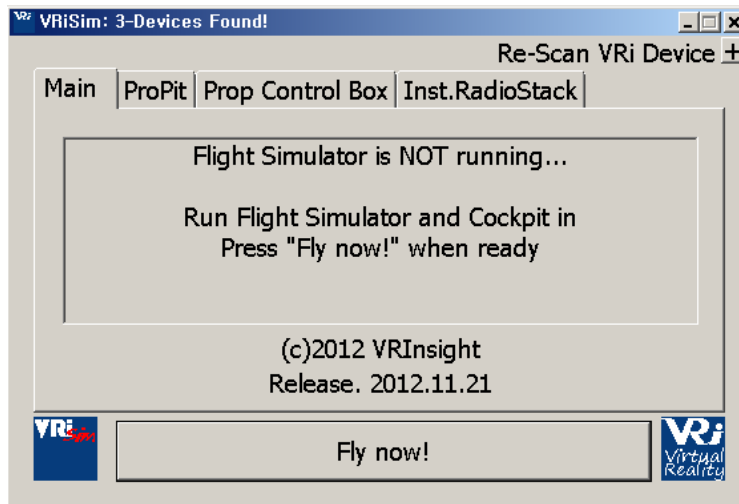 VRiSim: 3-Devices Found!
Re-Scan VRi Device +
Main ProPit Prop Control Box Inst.RadioStack
Flight Simulator is NOT running...
Run Flight Simulator and Cockpit in
Press "Fly now!" when ready
(c)2012 VRInsight
Release. 2012.11.21
VRi Sim
Fly now!
VRi
Virtual
Reality